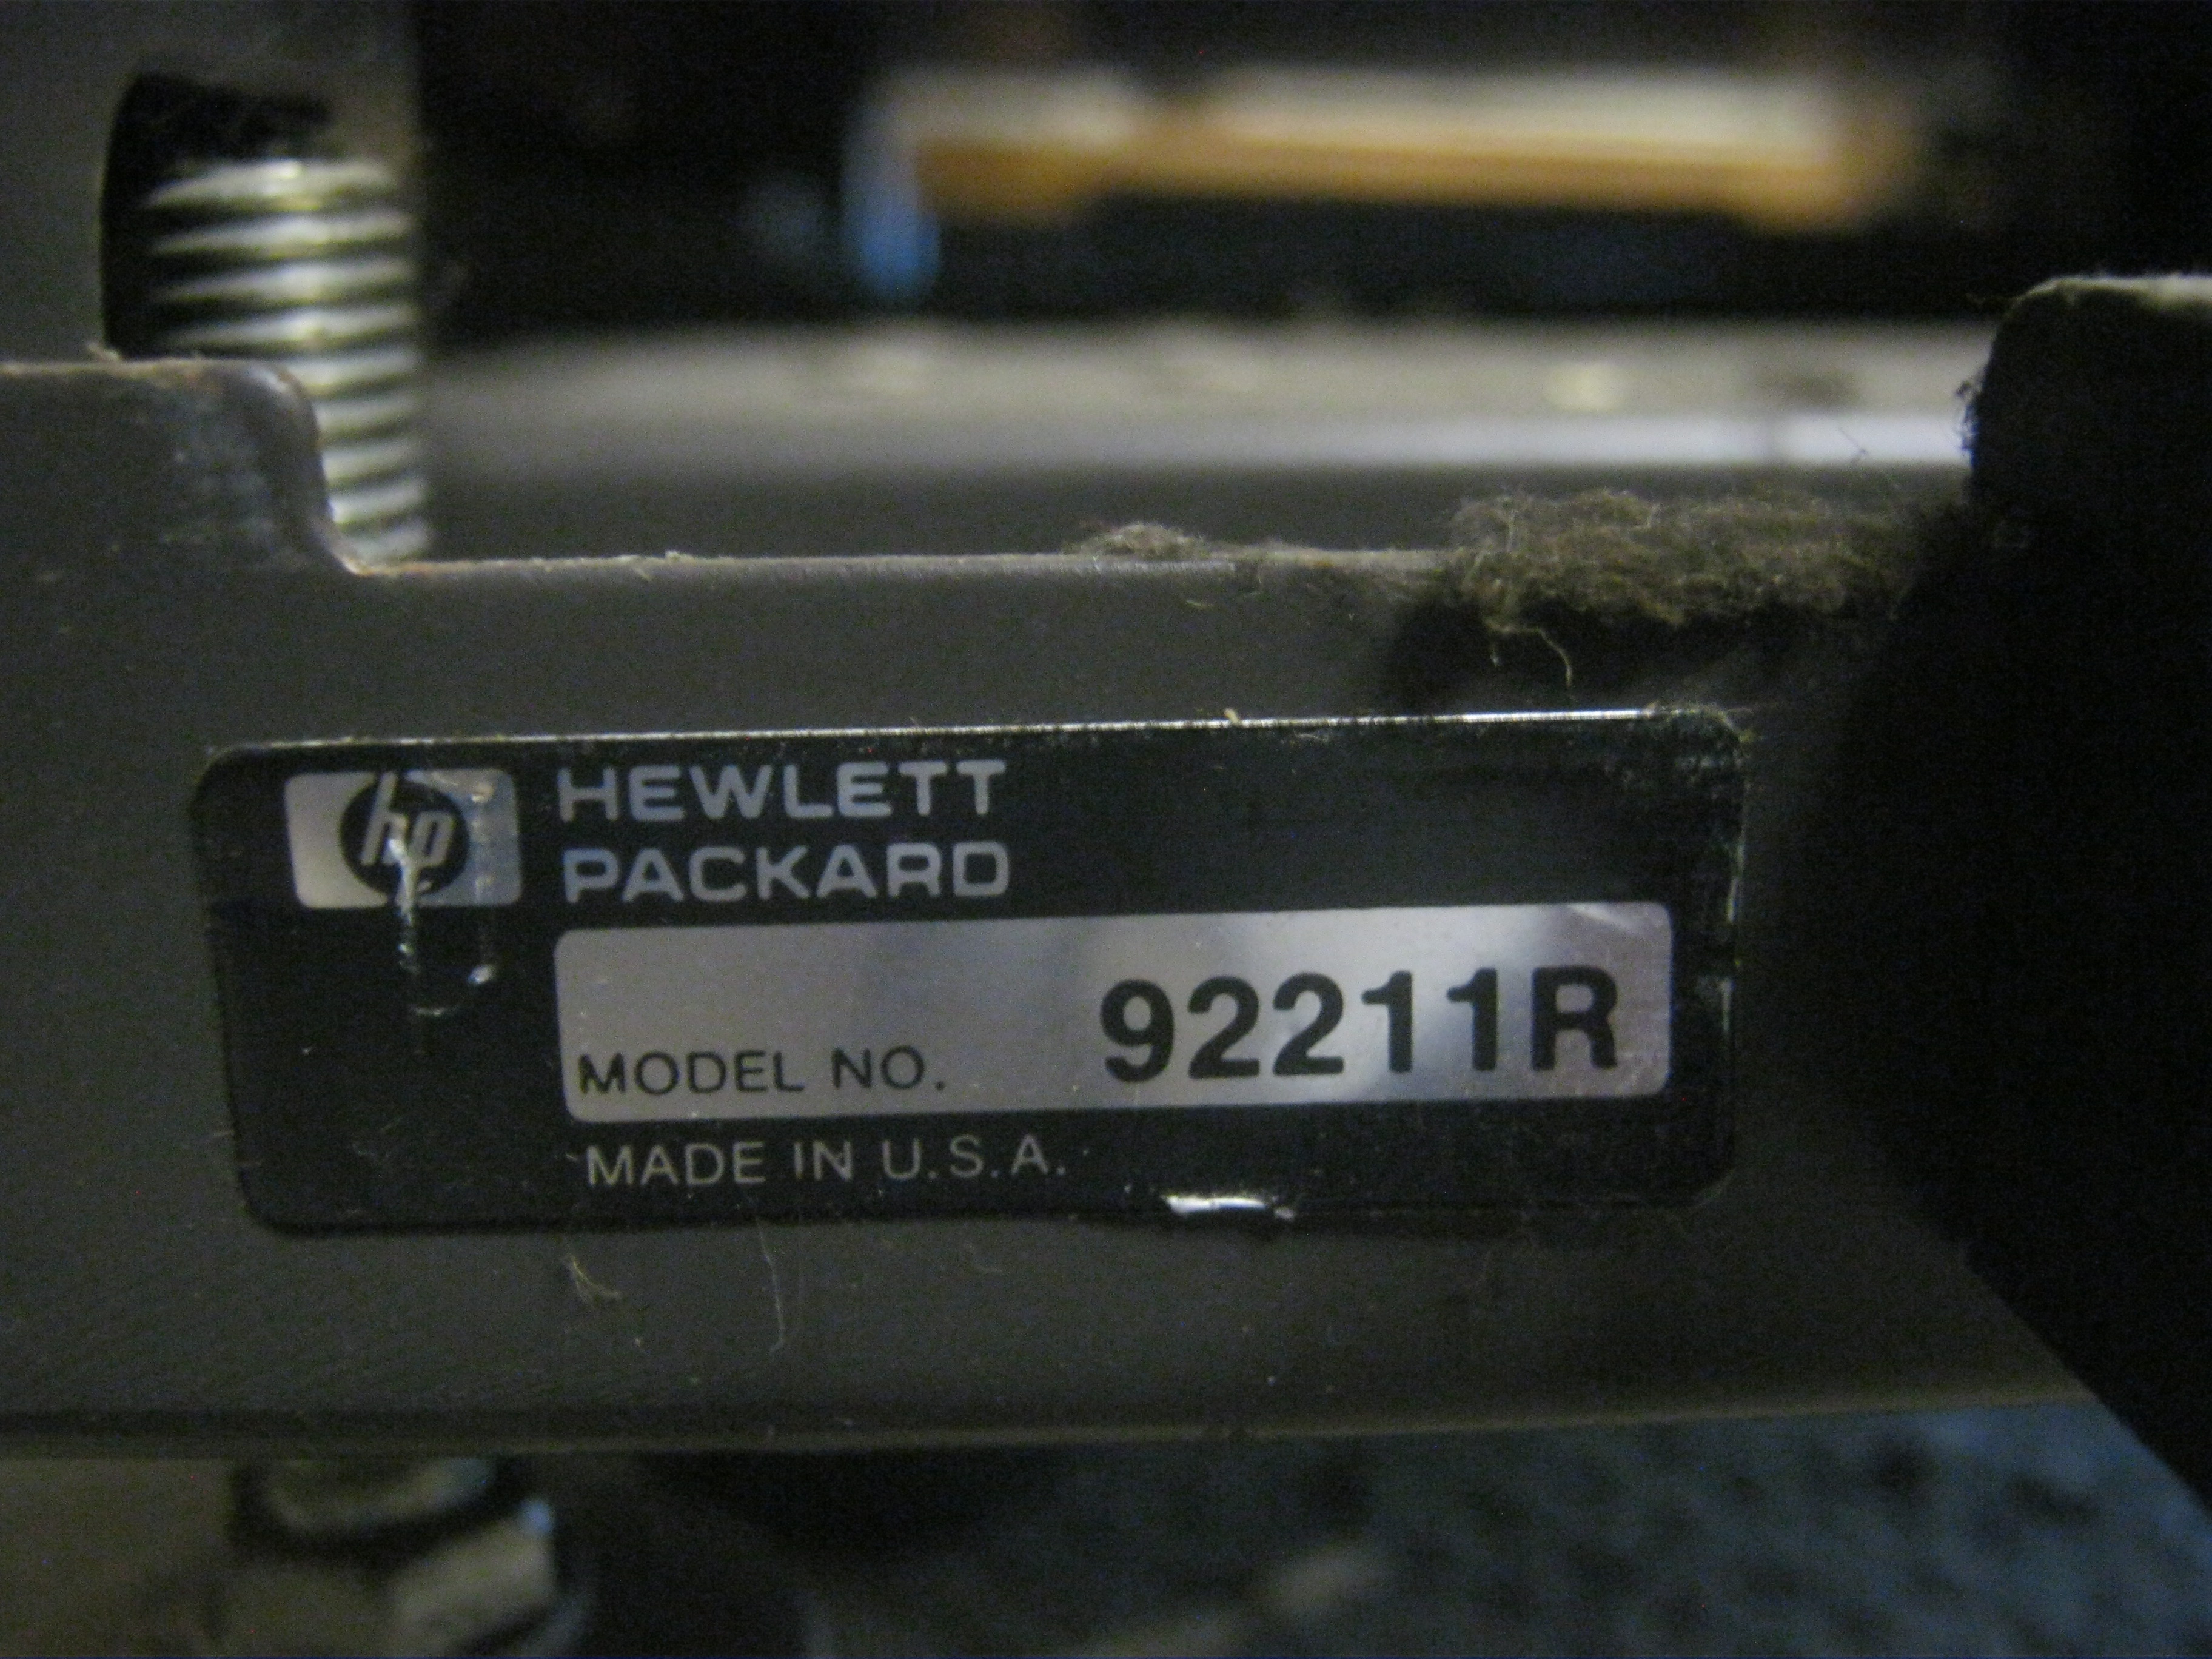 hp HEWLETT
PACKARD
MODEL NO. 92211R
MADE IN U.S.A.